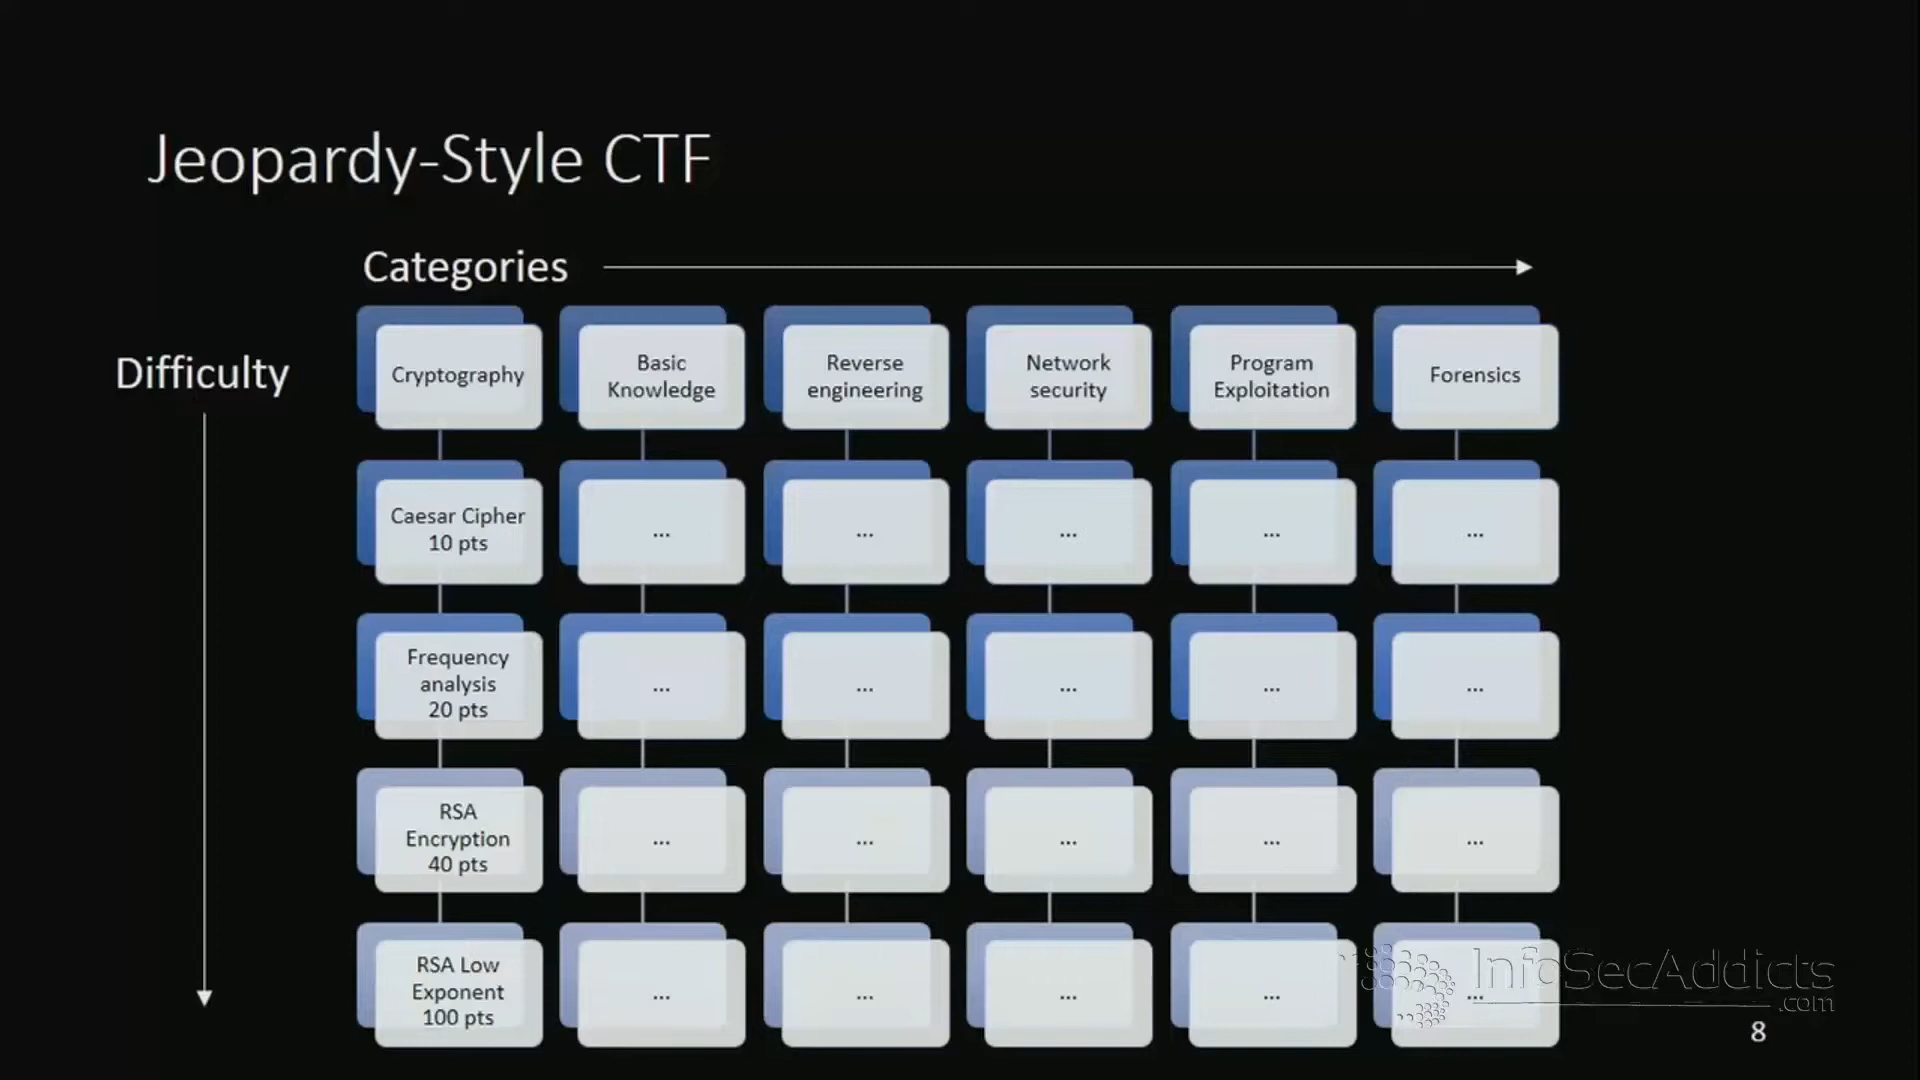 Jeopardy-Style CTF
Categories
Difficulty
Cryptography
Basic
Knowledge
Reverse
engineering
Network
security
Program
Exploitation
Forensics
Caesar Cipher
10 pts
...
...
...
...
...
Frequency
analysis
20 pts
...
...
...
...
...
RSA
Encryption
40 pts
...
...
...
...
...
RSA Low
Exponent
100 pts
...
...
...
...
...
InfoSecAddicts
.com
8